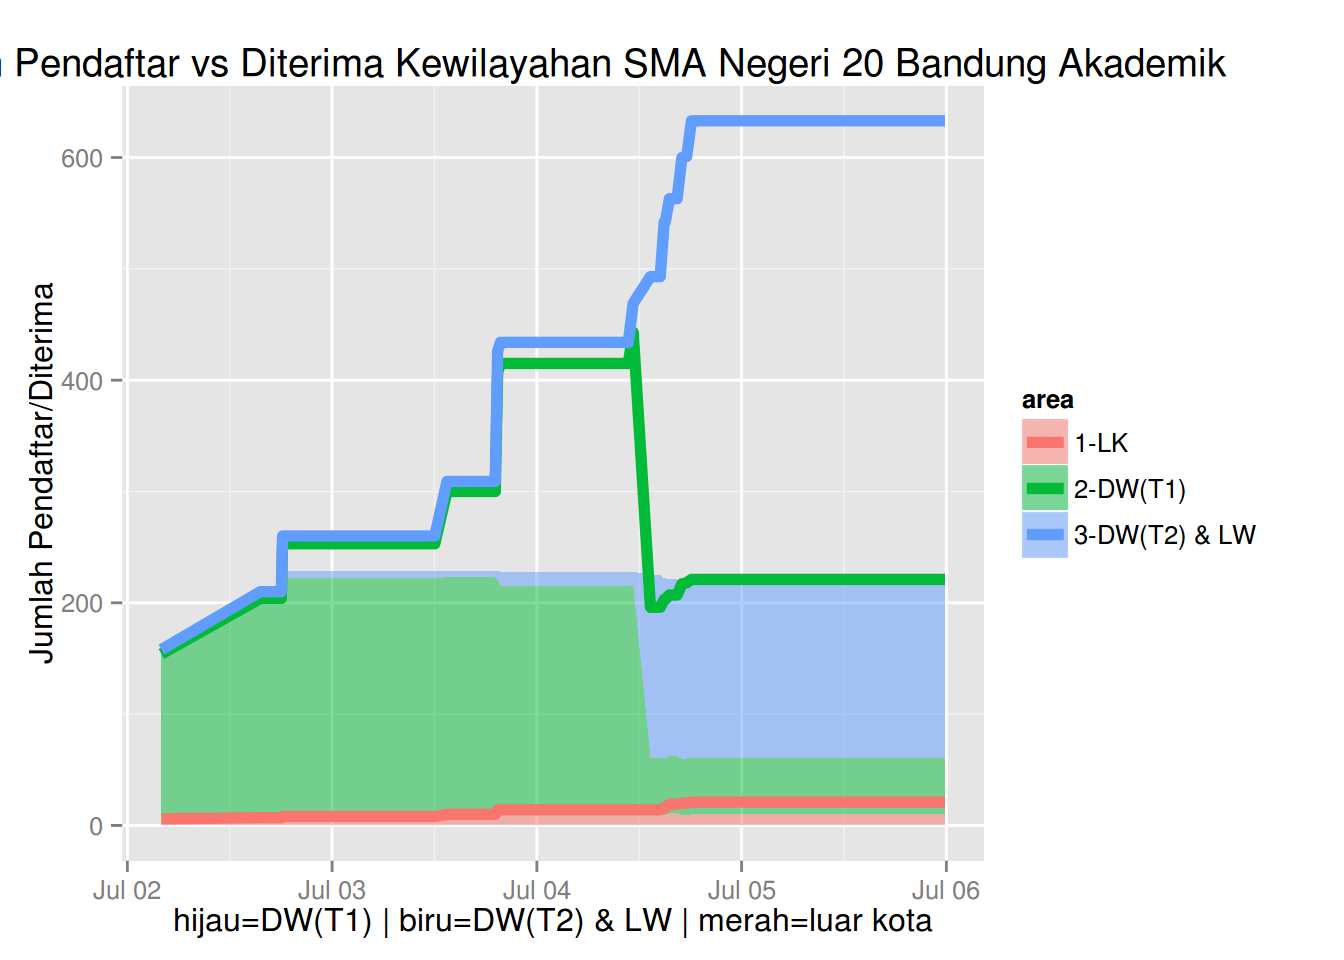 Pendaftar vs Diterima Kewilayahan SMA Negeri 20 Bandung Akademik
Jumlah Pendaftar/Diterima
600
400
200
0
Jul 02
Jul 03
Jul 04
Jul 05
Jul 06
hijau=DW(T1) | biru=DW(T2) & LW | merah=luar kota
area
1-LK
2-DW(T1)
3-DW(T2) & LW